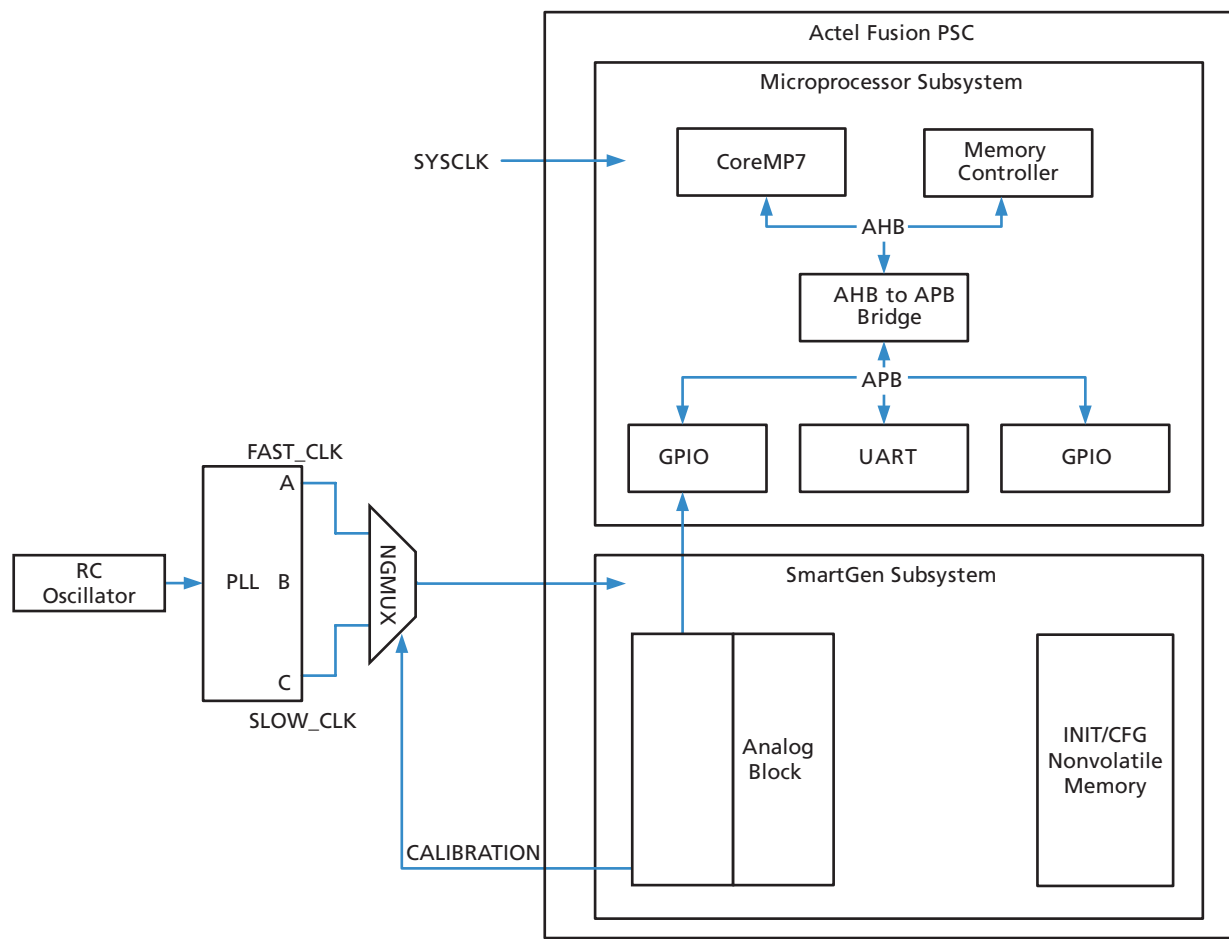 Actel Fusion PSC
Microprocessor Subsystem
SYSCLK
CoreMP7
Memory
Controller
AHB
AHB to APB
Bridge
APB
GPIO
UART
GPIO
FAST_CLK
A
RC
Oscillator
PLL
B
C
SLOW_CLK
NGMUX
SmartGen Subsystem
Analog
Block
INIT/CFG
Nonvolatile
Memory
CALIBRATION